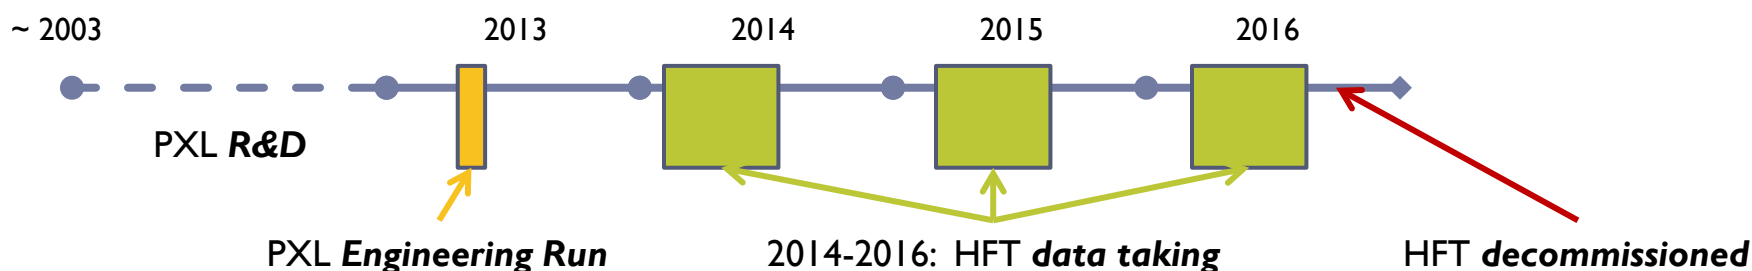 ~ 2003 2013 2014 2015 2016
PXL R&D
PXL Engineering Run 2014-2016: HFT data taking HFT decommissioned